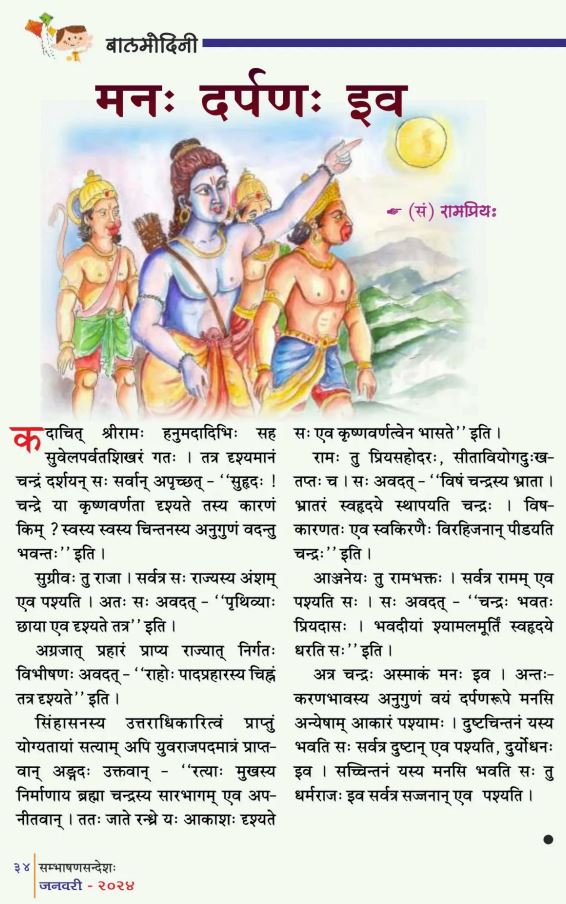 बालमोदिनी
मनः दर्पणः इव
☛ (सं) रामप्रियः
कदाचित् श्रीरामः हनुमदादिभिः सह
सुवेलपर्वतशिखरं गतः । तत्र दृश्यमानं
चन्द्रं दर्शयन् सः सर्वान् अपृच्छत् – ‘‘सुहृदः !
चन्द्रे या कृष्णवर्णता दृश्यते तस्य कारणं
किम् ? स्वस्य स्वस्य चिन्तनस्य अनुगुणं वदन्तु
भवन्तः’’ इति ।
सुग्रीवः तु राजा । सर्वत्र सः राज्यस्य अंशम्
एव पश्यति । अतः सः अवदत् – ‘‘पृथिव्याः
छाया एव दृश्यते तत्र’’ इति ।
अग्रजात् प्रहारं प्राप्य राज्यात् निर्गतः
विभीषणः अवदत् – ‘‘राहोः पादप्रहारस्य चिह्नं
तत्र दृश्यते’’ इति ।
सिंहासनस्य उत्तराधिकारित्वं प्राप्तुं
योग्यतायां सत्याम् अपि युवराजपदमात्रं प्राप्त-
वान् अङ्गदः उक्तवान् – ‘‘रत्याः मुखस्य
निर्माणाय ब्रह्मा चन्द्रस्य सारभागम् एव अप-
नीतवान् । ततः जाते रन्ध्रे यः आकाशः दृश्यते
सः एव कृष्णवर्णत्वेन भासते’’ इति ।
रामः तु प्रियसहोदरः, सीतावियोगदुःख-
तप्तः च । सः अवदत् – ‘‘विषं चन्द्रस्य भ्राता ।
भ्रातरं स्वहृदये स्थापयति चन्द्रः । विष-
कारणतः एव स्वकिरणैः विरहिजनान् पीडयति
चन्द्रः’’ इति ।
आञ्जनेयः तु रामभक्तः । सर्वत्र रामम् एव
पश्यति सः । सः अवदत् – ‘‘चन्द्रः भवतः
प्रियदासः । भवदीयां श्यामलमूर्तिं स्वहृदये
धरति सः’’ इति ।
अत्र चन्द्रः अस्माकं मनः इव । अन्तः-
करणभावस्य अनुगुणं वयं दर्पणरूपे मनसि
अन्येषाम् आकारं पश्यामः । दुष्टचिन्तनं यस्य
भवति सः सर्वत्र दुष्टान् एव पश्यति, दुर्योधनः
इव । सच्चिन्तनं यस्य मनसि भवति सः तु
धर्मराजः इव सर्वत्र सज्जनान् एव पश्यति ।
३४ सम्भाषणसन्देशः
जनवरी - २०२४